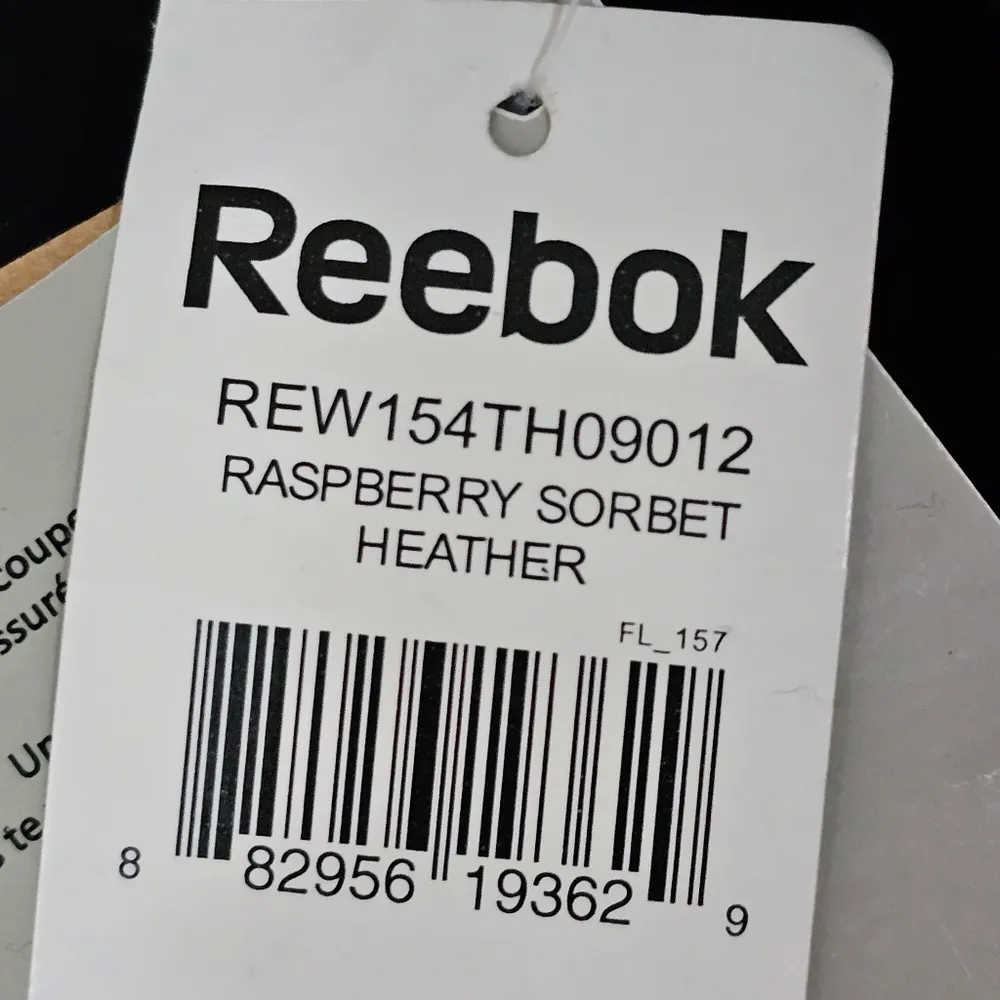 Reebok
REW154TH09012
RASPBERRY SORBET
HEATHER
FL_157
8 82956 19362 9